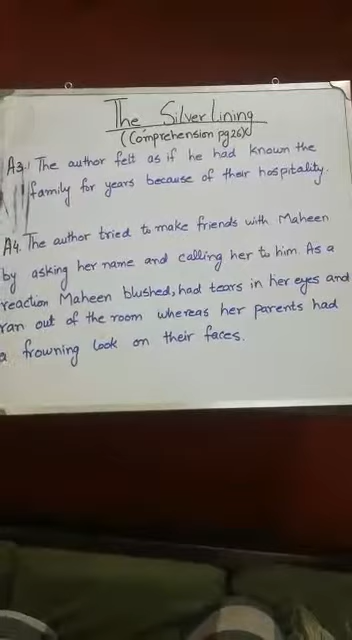 The Silver Lining
(Comprehension pg 26)
A3. The author felt as if he had known the
family for years because of their hospitality.
A4. The author tried to make friends with Maheen
by asking her name and calling her to him. As a
reaction Maheen blushed, had tears in her eyes and
ran out of the room whereas her parents had
a frowning look on their faces.